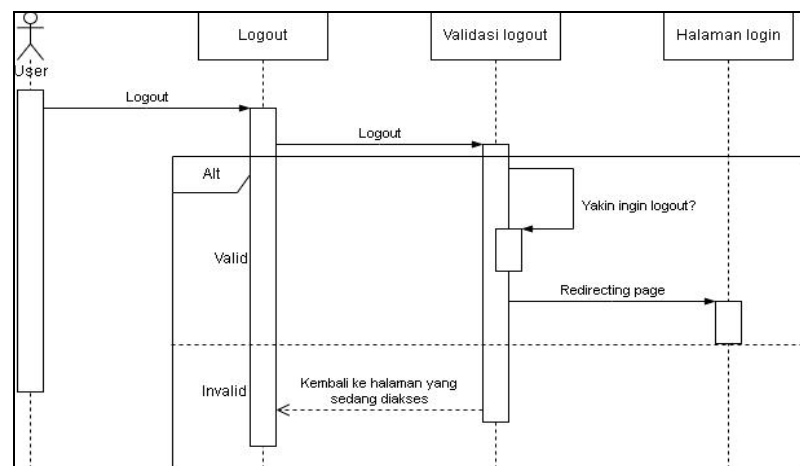 Logout
Validasi logout
Halaman login
User
Logout
Logout
Alt
Yakin ingin logout?
Valid
Redirecting page
Invalid
Kembali ke halaman yang
sedang diakses